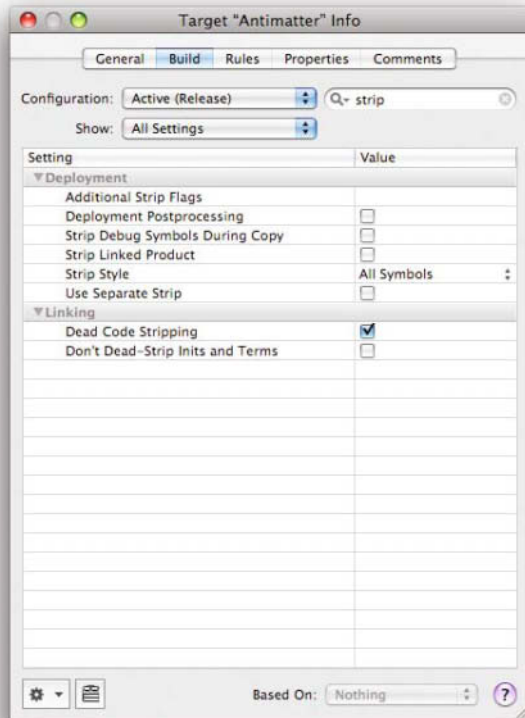 Target “Antimatter” Info
General Build Rules Properties Comments
Configuration: Active (Release) strip
Show: All Settings
Setting Value
Deployment
Additional Strip Flags
Deployment Postprocessing
Strip Debug Symbols During Copy
Strip Linked Product
Strip Style All Symbols
Use Separate Strip
Linking
Dead Code Stripping
Don't Dead-Strip Inits and Terms
Based On: Nothing ?